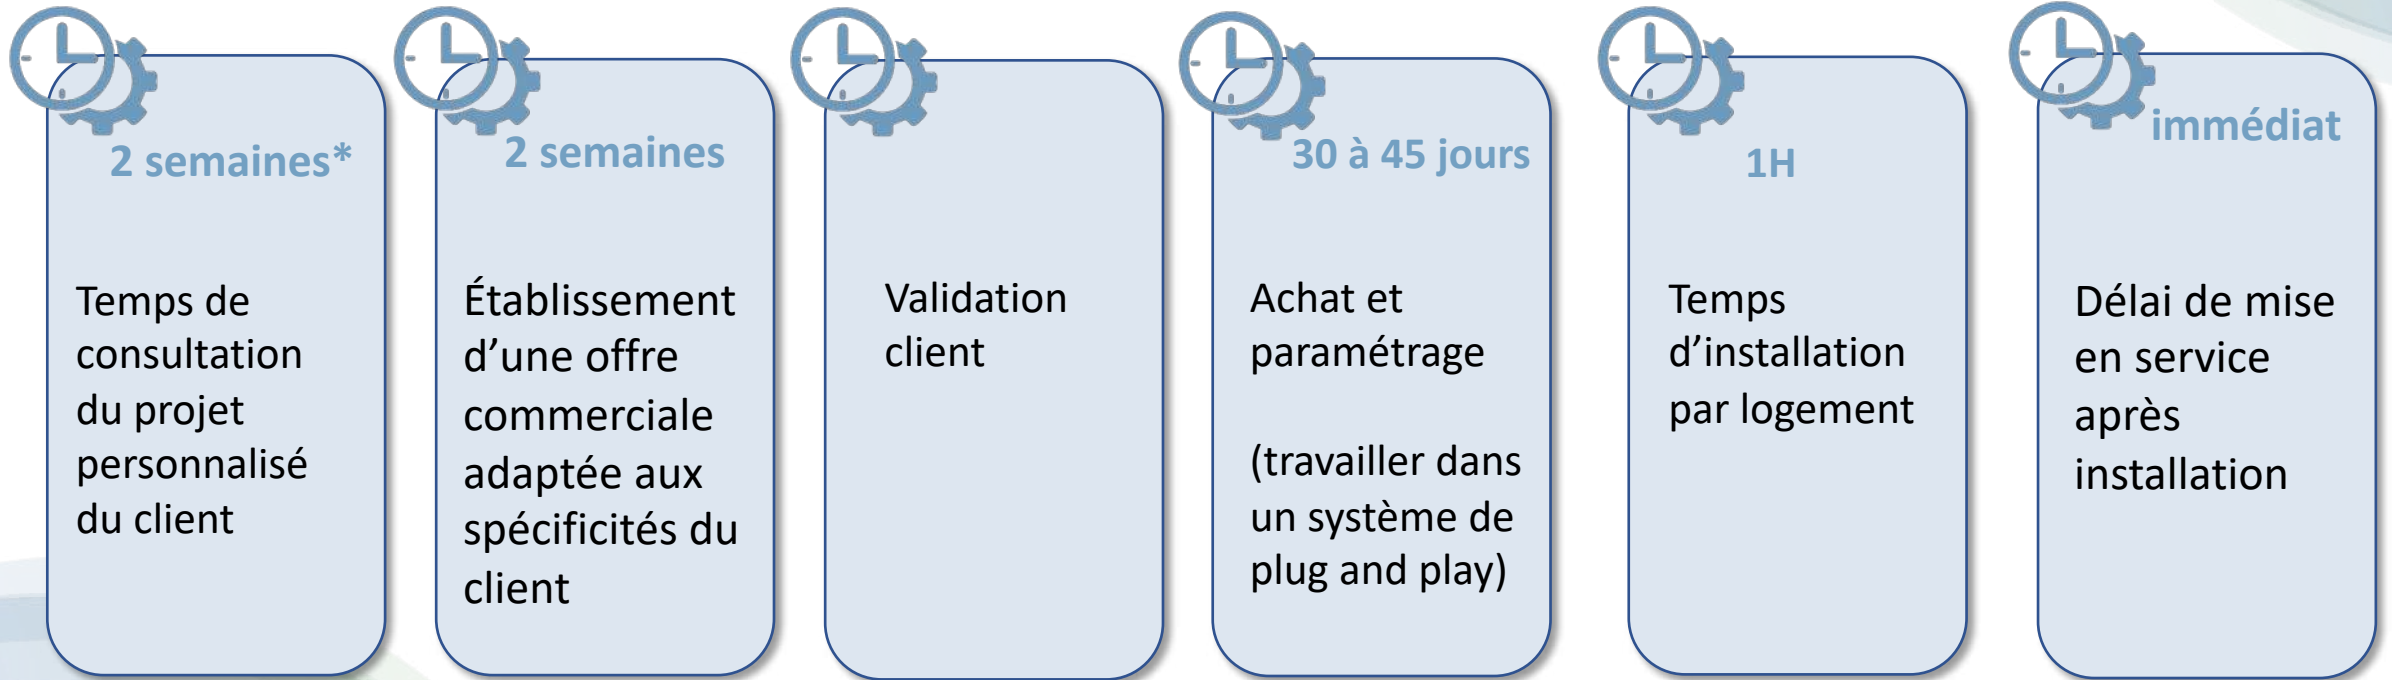 2 semaines*
Temps de
consultation
du projet
personnalisé
du client
2 semaines
Établissement
d’une offre
commerciale
adaptée aux
spécificités du
client
Validation
client
30 à 45 jours
Achat et
paramétrage
(travailler dans
un système de
plug and play)
1H
Temps
d’installation
par logement
immédiat
Délai de mise
en service
après
installation